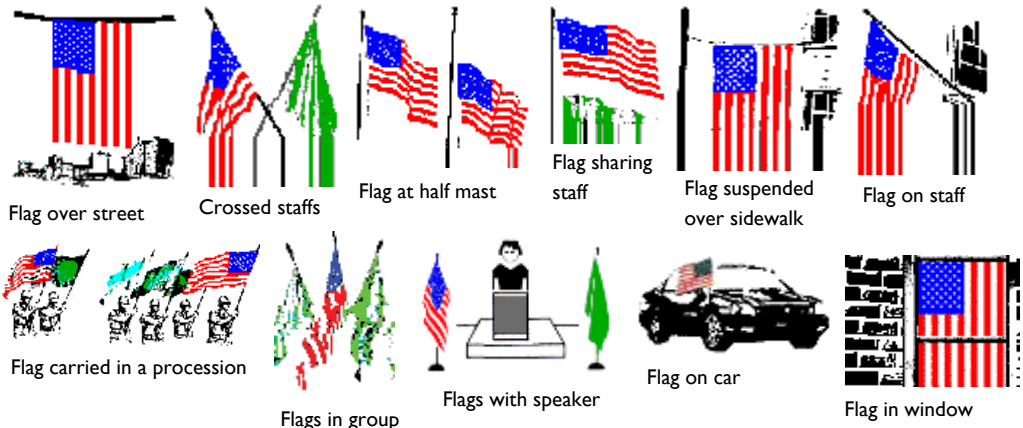 Flag over street
Crossed staffs
Flag at half mast
Flag sharing
staff
Flag suspended
over sidewalk
Flag on staff
Flag carried in a procession
Flags in group
Flags with speaker
Flag on car
Flag in window